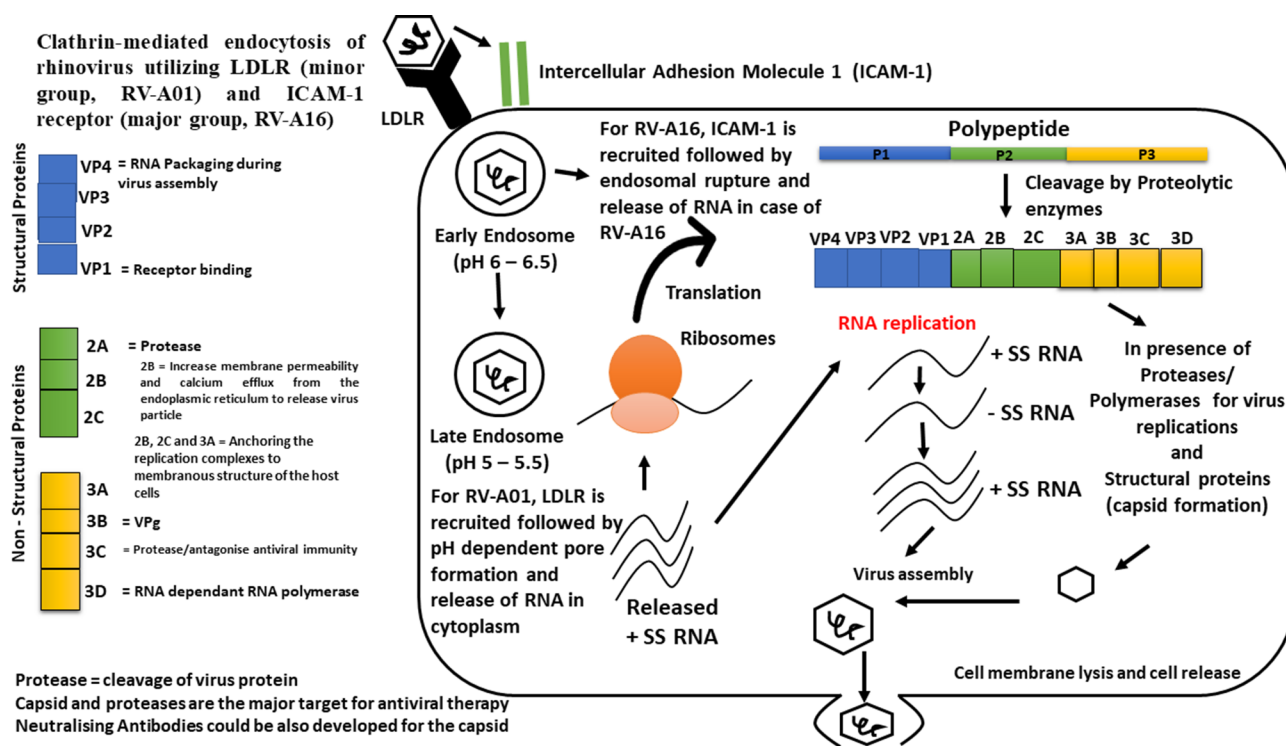 Clathrin-mediated endocytosis of
rhinovirus utilizing LDLR (minor
group, RV-A01) and ICAM-1
receptor (major group, RV-A16)
Structural Proteins
VP4 = RNA Packaging during
virus assembly
VP3
VP2
VP1 = Receptor binding
Non - Structural Proteins
2A = Protease
2B
2C
2B = Increase membrane permeability
and calcium efflux from the
endoplasmic reticulum to release virus
particle
2B, 2C and 3A = Anchoring the
replication complexes to
membranous structure of the host
cells
3A
3B = VPg
3C = Protease/antagonise antiviral immunity
3D = RNA dependant RNA polymerase
Protease = cleavage of virus protein
Capsid and proteases are the major target for antiviral therapy
Neutralising Antibodies could be also developed for the capsid
LDLR
Intercellular Adhesion Molecule 1 (ICAM-1)
Early Endosome
(pH 6 – 6.5)
Late Endosome
(pH 5 – 5.5)
For RV-A01, LDLR is
recruited followed by
pH dependent pore
formation and
release of RNA in
cytoplasm
For RV-A16, ICAM-1 is
recruited followed by
endosomal rupture and
release of RNA in case of
RV-A16
Translation
Ribosomes
Released
+ SS RNA
Polypeptide
P1 P2 P3
Cleavage by Proteolytic
enzymes
VP4 VP3 VP2 VP1 2A 2B 2C 3A 3B 3C 3D
RNA replication
+ SS RNA
- SS RNA
+ SS RNA
In presence of
Proteases/
Polymerases for virus
replications
and
Structural proteins
(capsid formation)
Virus assembly
Cell membrane lysis and cell release